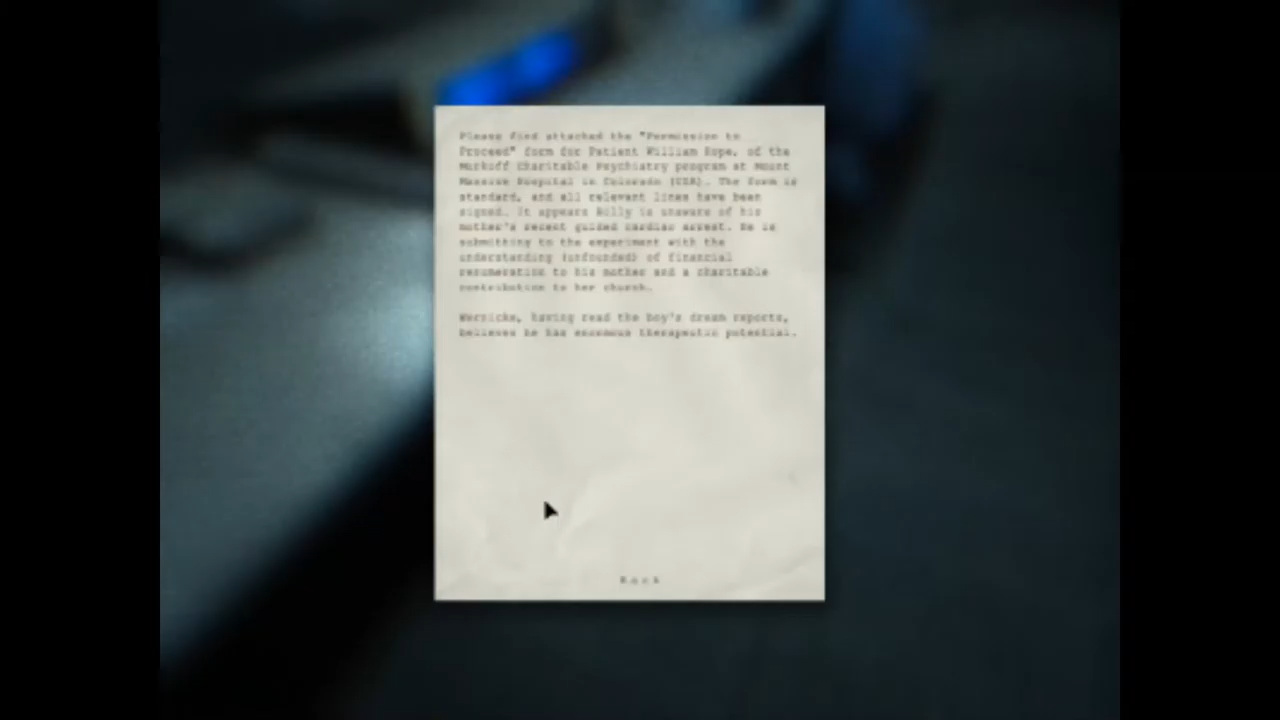 Please find attached the "Permission to
Proceed" form for Patient William Hope, of the
Murkoff Charitable Psychiatry program at Mount
Massive Hospital in Colorado (USA). The form is
standard, and all relevant lines have been
signed. It appears Billy is unaware of his
mother's recent guided cardiac arrest. He is
submitting to the experiment with the
understanding (unfounded) of financial
remuneration to his mother and a charitable
contribution to her church.
Wernicke, having read the boy's dream reports,
believes he has enormous therapeutic potential.
Back